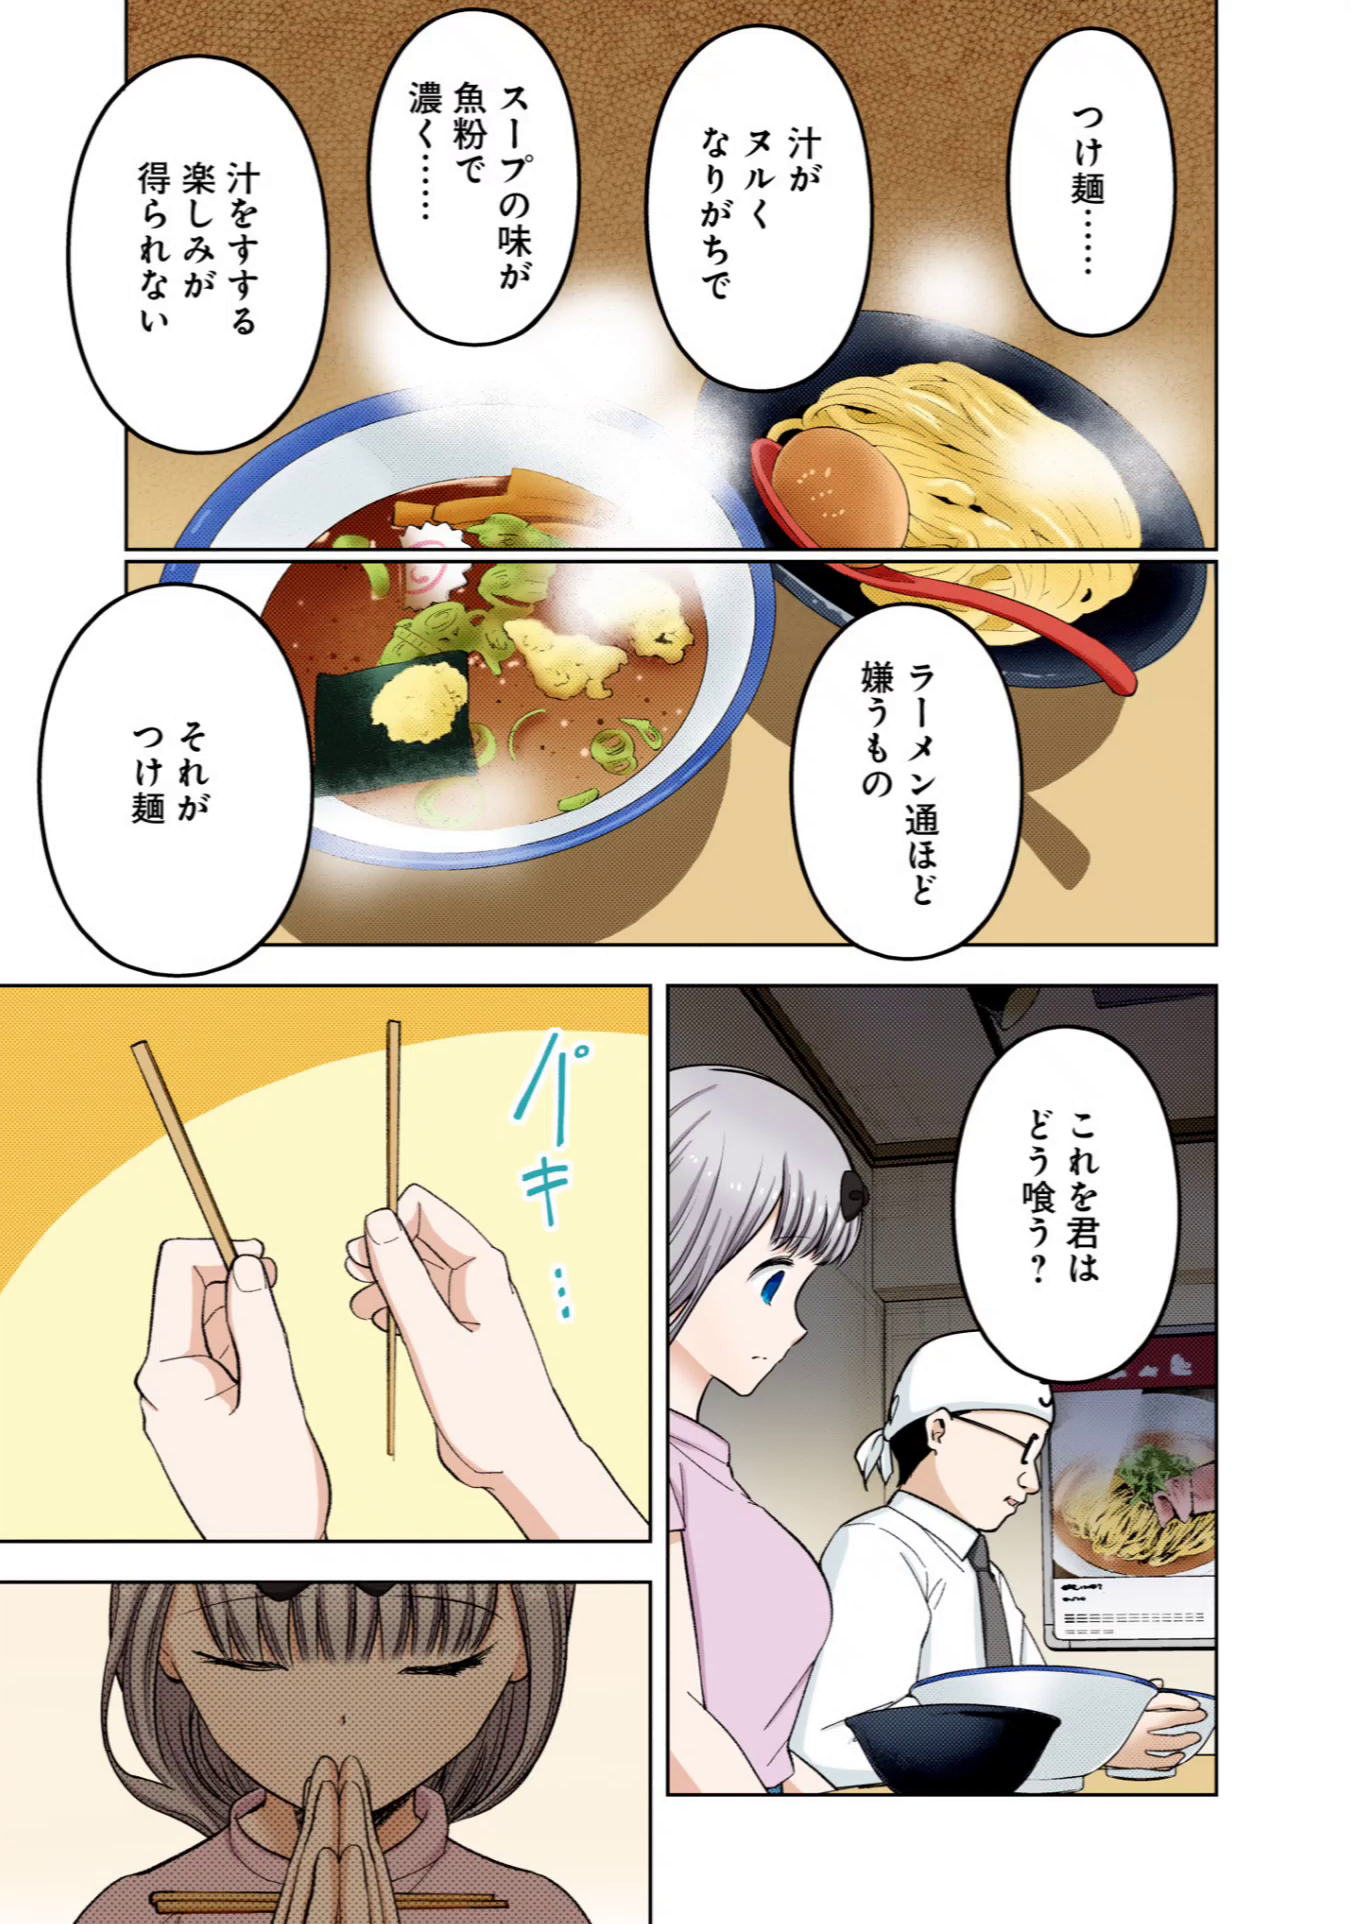 つけ麺……
汁が
ヌルく
なりがちで
スープの味が
魚粉で
濃く……
汁をすする
楽しみが
得られない
ラーメン通ほど
嫌うもの
それが
つけ麺
これを君は
どう喰う?
パキ…